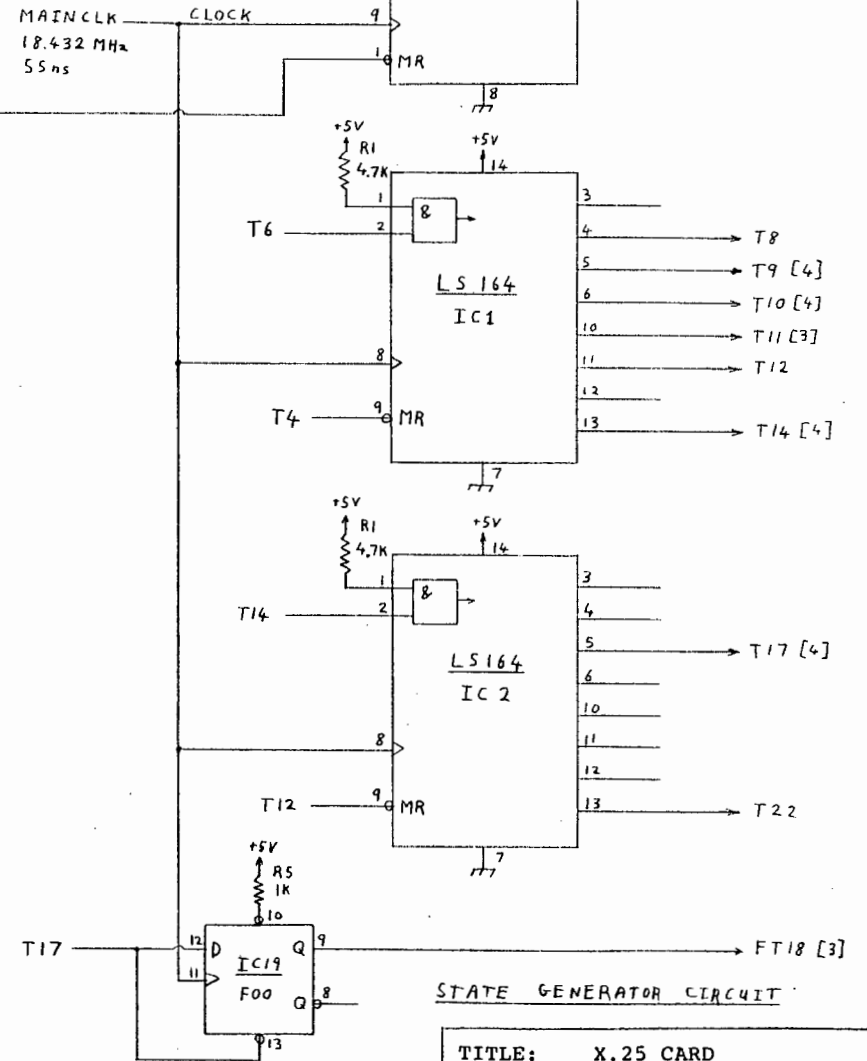 MAINCLK
CLOCK
9
18.432 MHz
55ns
1
MR
8
+5V
R1
4.7K
+5V
14
1
&
3
T6
2
4
T8
5
T9 [4]
LS 164
6
T10 [4]
IC1
10
T11 [3]
8
11
T12
12
T4
9
MR
13
T14 [4]
7
+5V
R1
4.7K
+5V
14
1
&
3
T14
2
4
5
T17 [4]
LS164
IC 2
6
10
8
11
12
T12
9
MR
13
T22
7
+5V
R5
1K
10
T17
12
D
Q
9
FT18 [3]
IC19
11
F00
Q
8
STATE GENERATOR CIRCUIT
13
TITLE: X.25 CARD